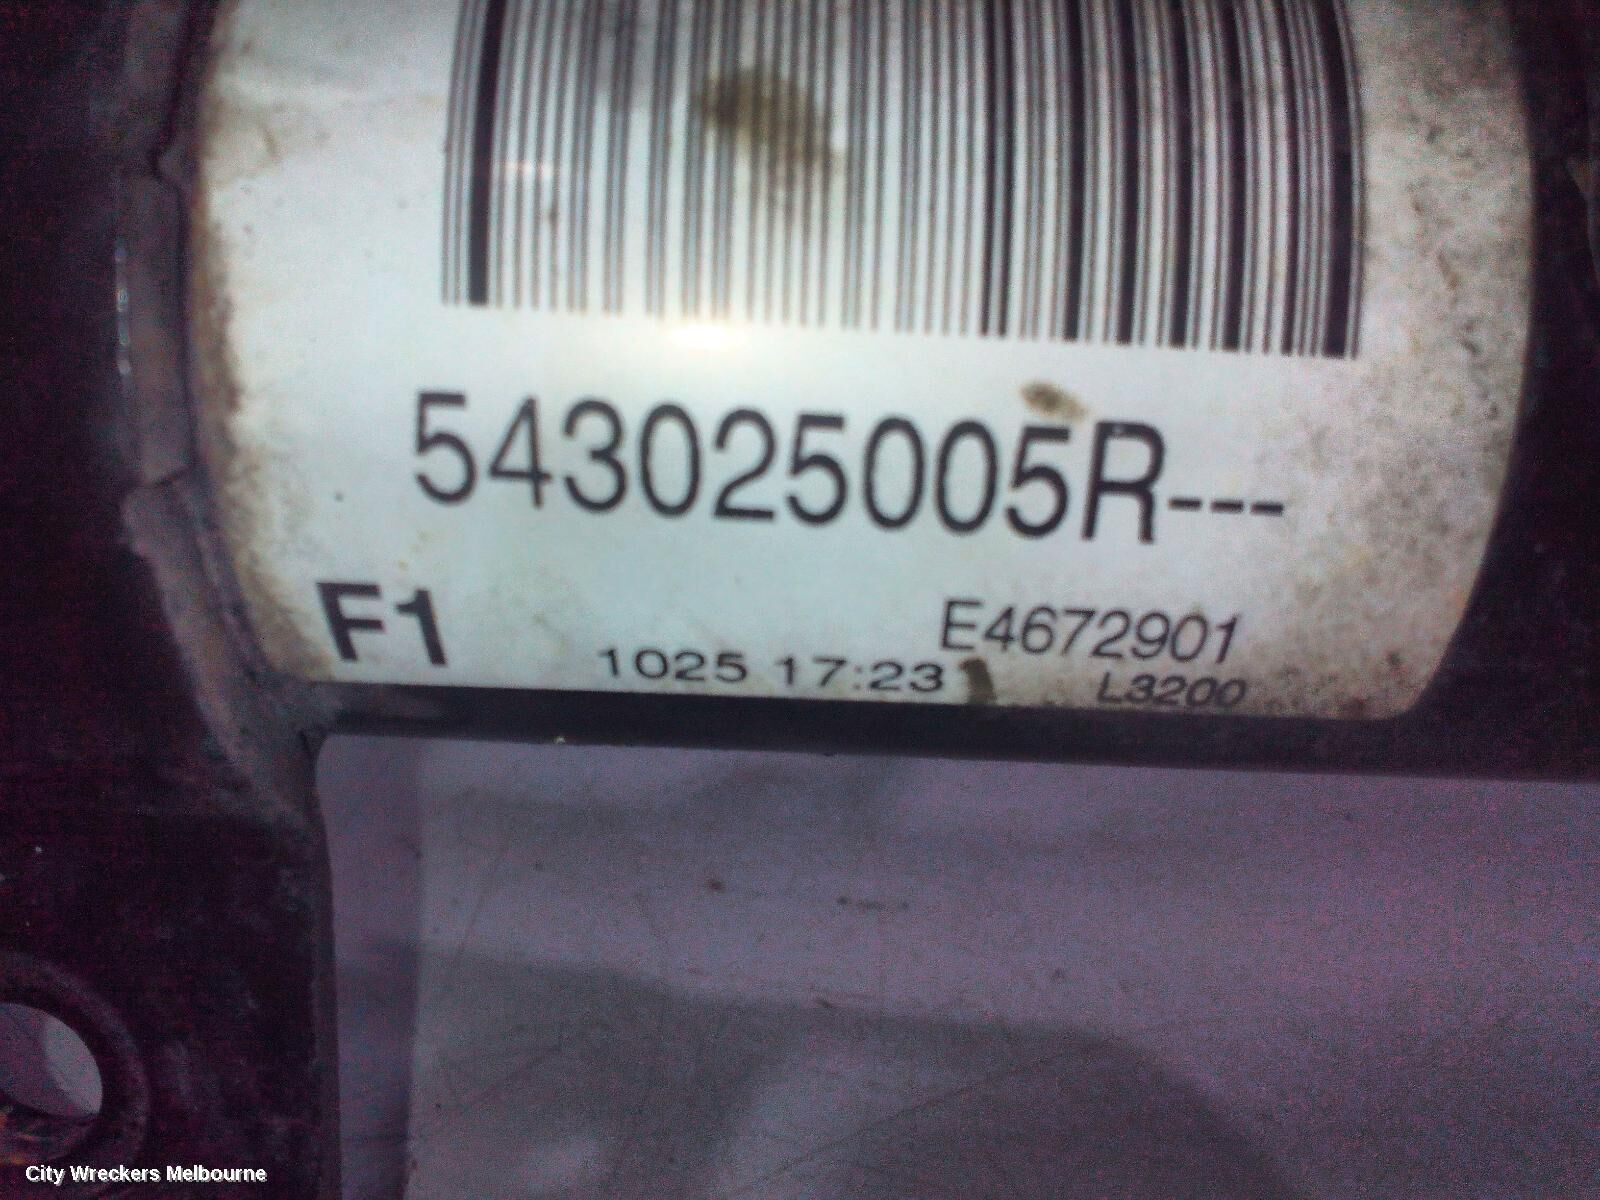 543025005R---
F1
E4672901
1025 17:23
L3200
City Wreckers Melbourne